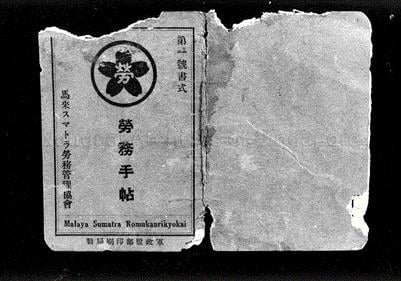 第一號書式
勞
勞務手帖
馬來スマトラ勞務管理協會
Malaya Sumatra Romukanrikyokai
製局刷印部監政軍